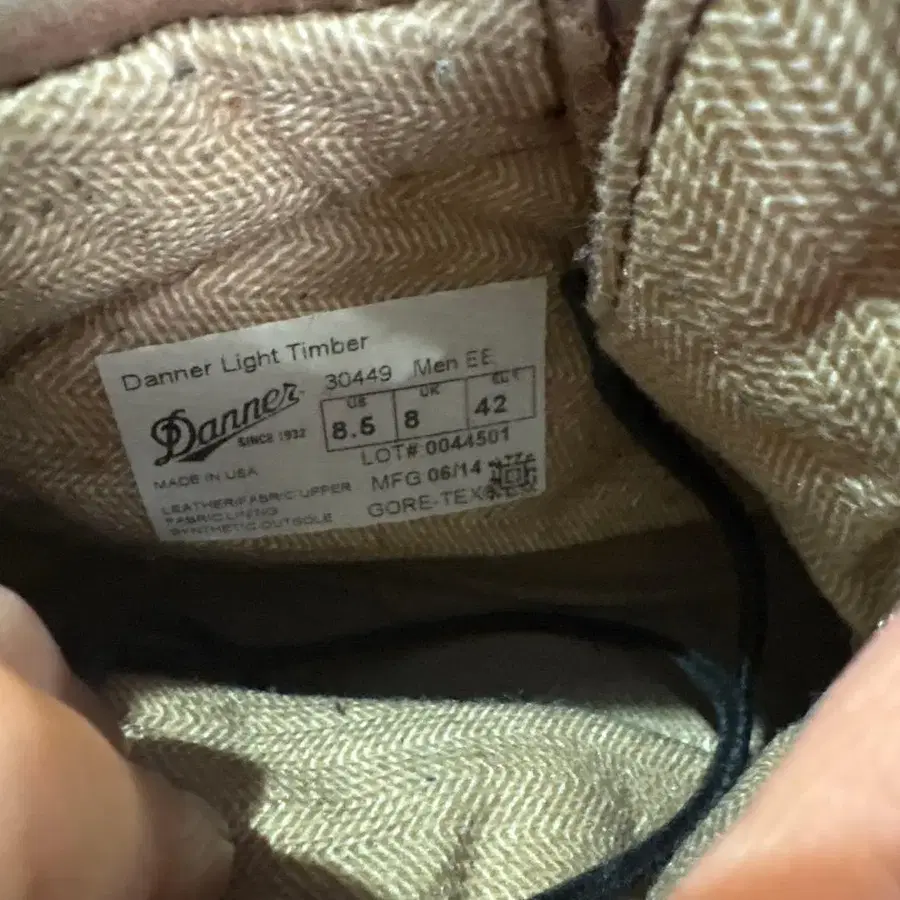 Danner Light Timber
30449 Men EE
Danner
SINCE 1932
US UK EUR
8.5 8 42
LOT# 0044501
MADE IN USA
MFG 06/14
LEATHER/FABRIC UPPER
FABRIC LINING
SYNTHETIC OUTSOLE
GORE-TEX